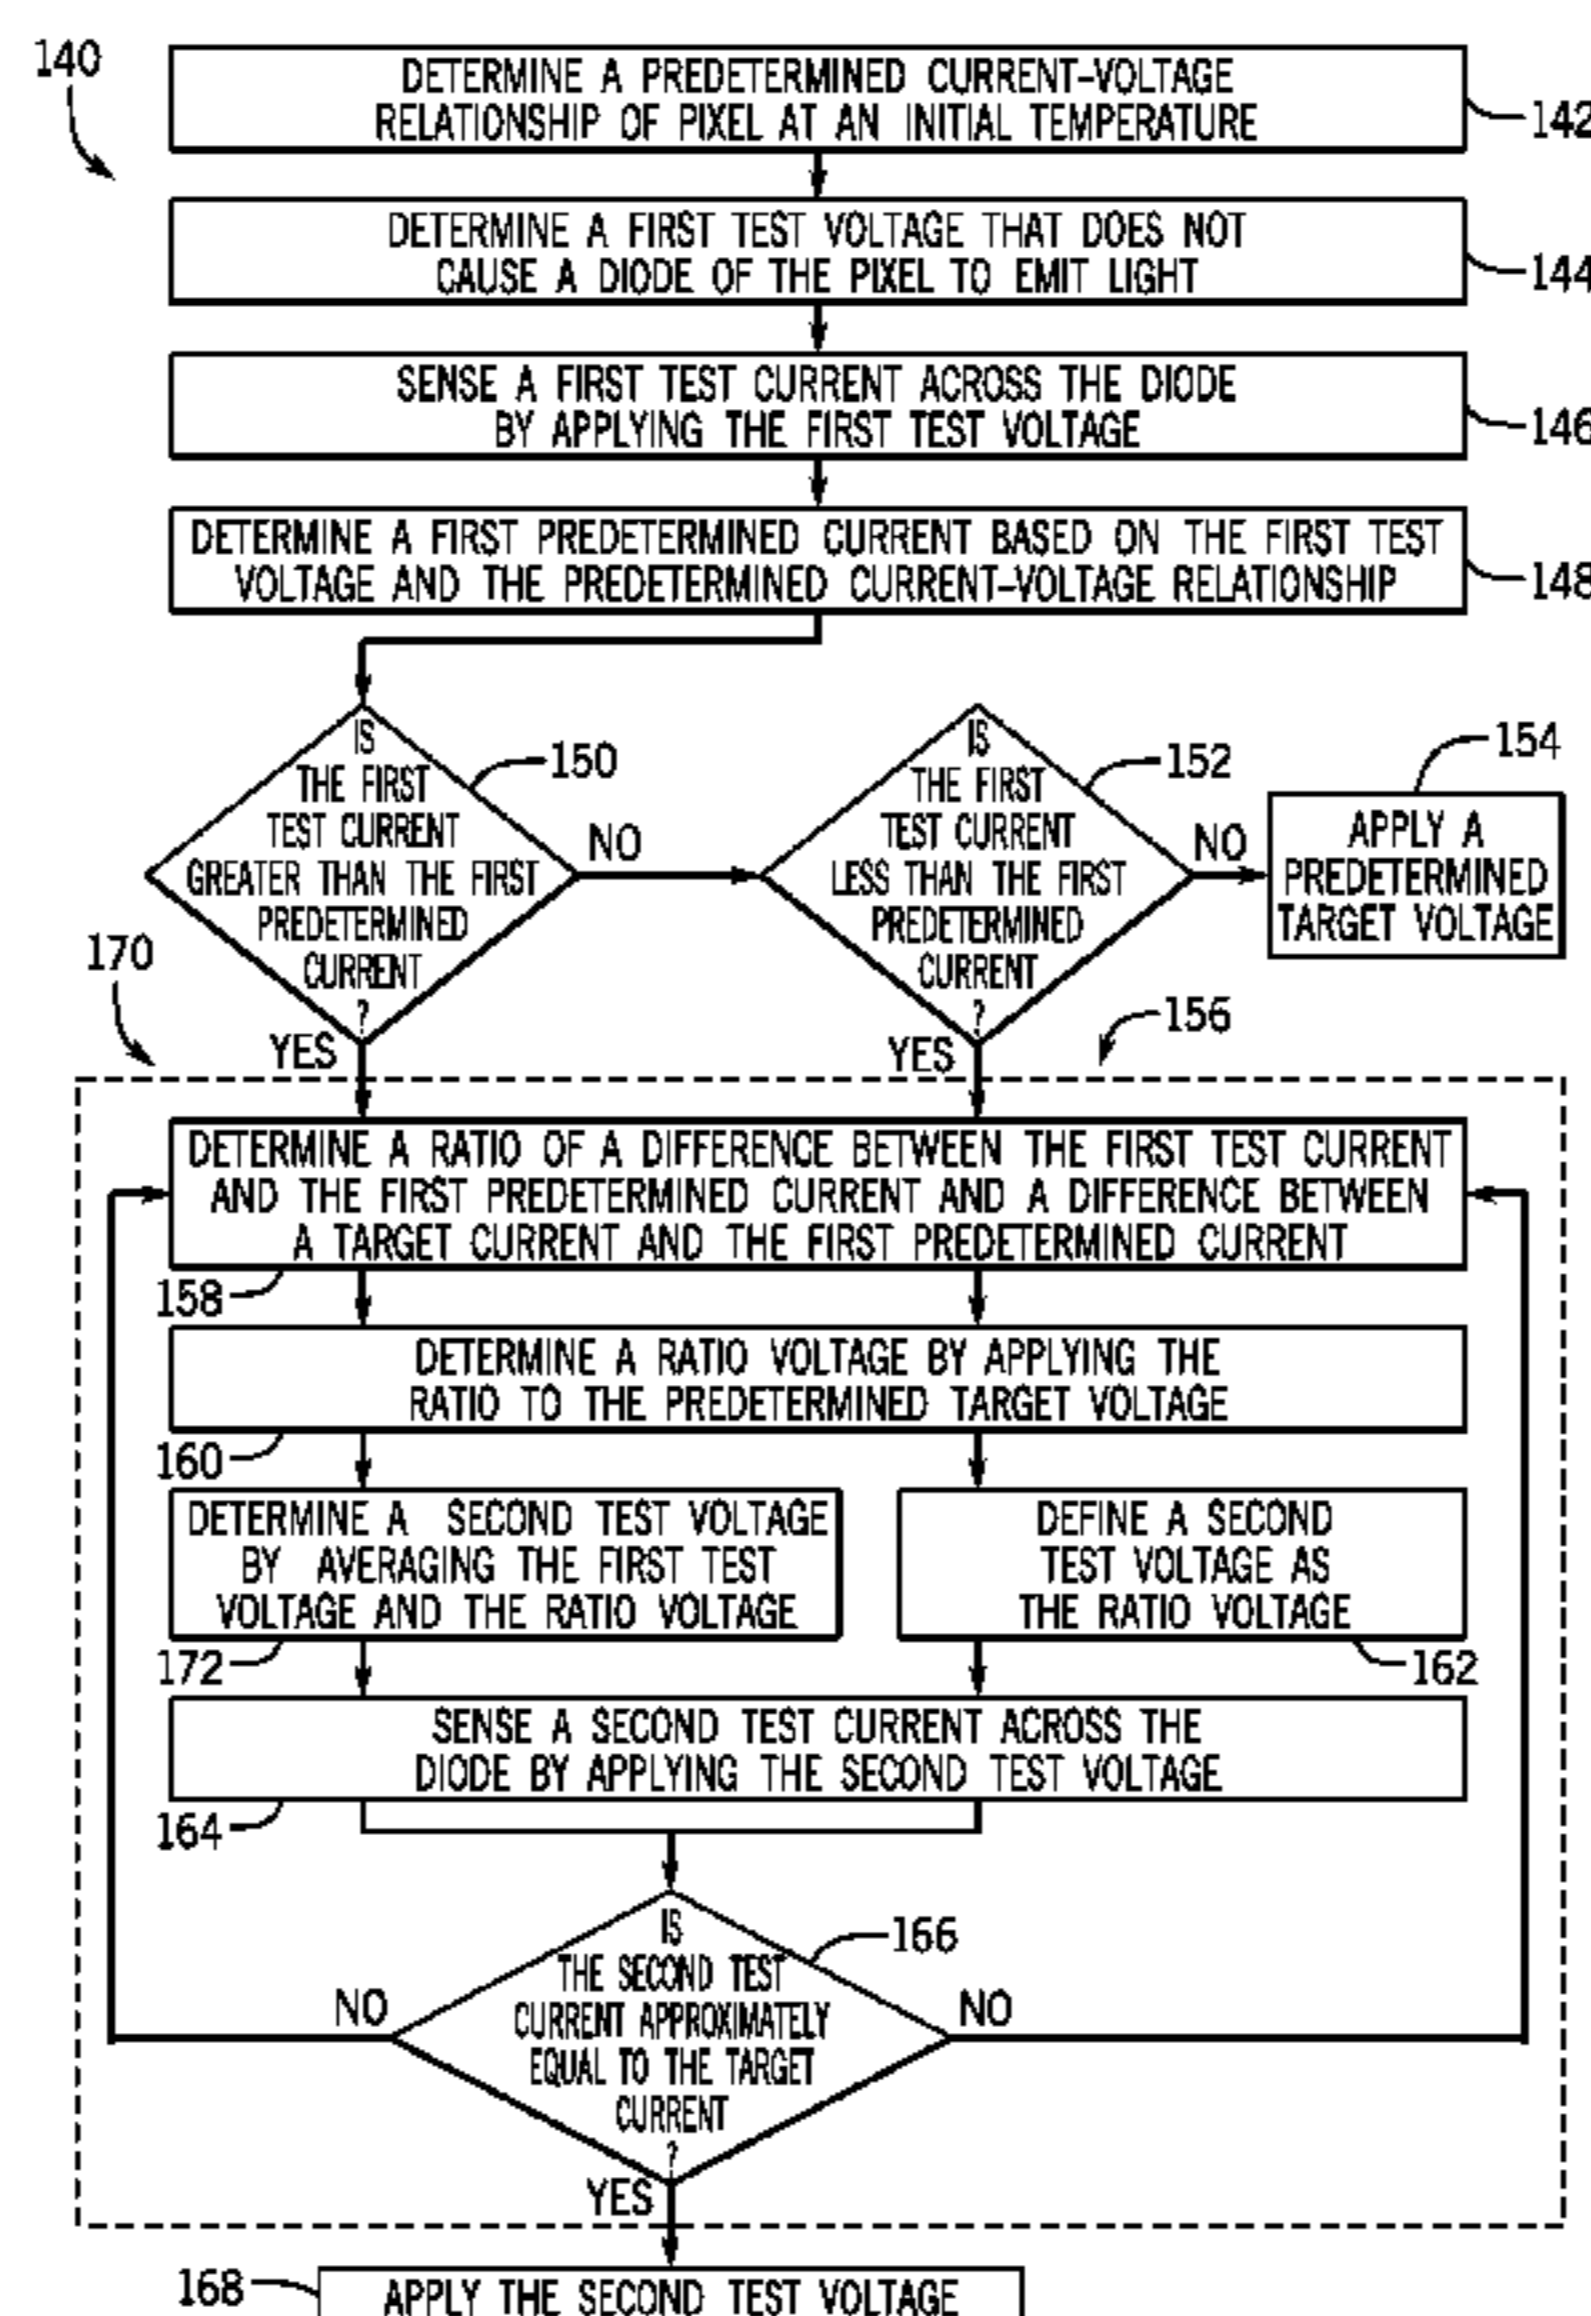 140
DETERMINE A PREDETERMINED CURRENT-VOLTAGE
RELATIONSHIP OF PIXEL AT AN INITIAL TEMPERATURE
142
DETERMINE A FIRST TEST VOLTAGE THAT DOES NOT
CAUSE A DIODE OF THE PIXEL TO EMIT LIGHT
144
SENSE A FIRST TEST CURRENT ACROSS THE DIODE
BY APPLYING THE FIRST TEST VOLTAGE
146
DETERMINE A FIRST PREDETERMINED CURRENT BASED ON THE FIRST TEST
VOLTAGE AND THE PREDETERMINED CURRENT-VOLTAGE RELATIONSHIP
148
IS
THE FIRST
TEST CURRENT
GREATER THAN THE FIRST
PREDETERMINED
CURRENT
?
150
NO
YES
IS
THE FIRST
TEST CURRENT
LESS THAN THE FIRST
PREDETERMINED
CURRENT
?
152
NO
YES
154
APPLY A
PREDETERMINED
TARGET VOLTAGE
170
156
DETERMINE A RATIO OF A DIFFERENCE BETWEEN THE FIRST TEST CURRENT
AND THE FIRST PREDETERMINED CURRENT AND A DIFFERENCE BETWEEN
A TARGET CURRENT AND THE FIRST PREDETERMINED CURRENT
158
DETERMINE A RATIO VOLTAGE BY APPLYING THE
RATIO TO THE PREDETERMINED TARGET VOLTAGE
160
DETERMINE A SECOND TEST VOLTAGE
BY AVERAGING THE FIRST TEST
VOLTAGE AND THE RATIO VOLTAGE
172
DEFINE A SECOND
TEST VOLTAGE AS
THE RATIO VOLTAGE
162
SENSE A SECOND TEST CURRENT ACROSS THE
DIODE BY APPLYING THE SECOND TEST VOLTAGE
164
IS
THE SECOND TEST
CURRENT APPROXIMATELY
EQUAL TO THE TARGET
CURRENT
?
166
NO
NO
YES
168
APPLY THE SECOND TEST VOLTAGE